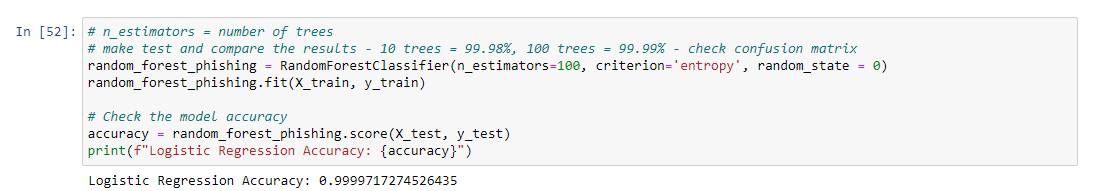 In [52]: # n_estimators = number of trees
# make test and compare the results - 10 trees = 99.98%, 100 trees = 99.99% - check confusion matrix
random_forest_phishing = RandomForestClassifier(n_estimators=100, criterion='entropy', random_state = 0)
random_forest_phishing.fit(X_train, y_train)
# Check the model accuracy
accuracy = random_forest_phishing.score(X_test, y_test)
print(f"Logistic Regression Accuracy: {accuracy}")
Logistic Regression Accuracy: 0.9999717274526435